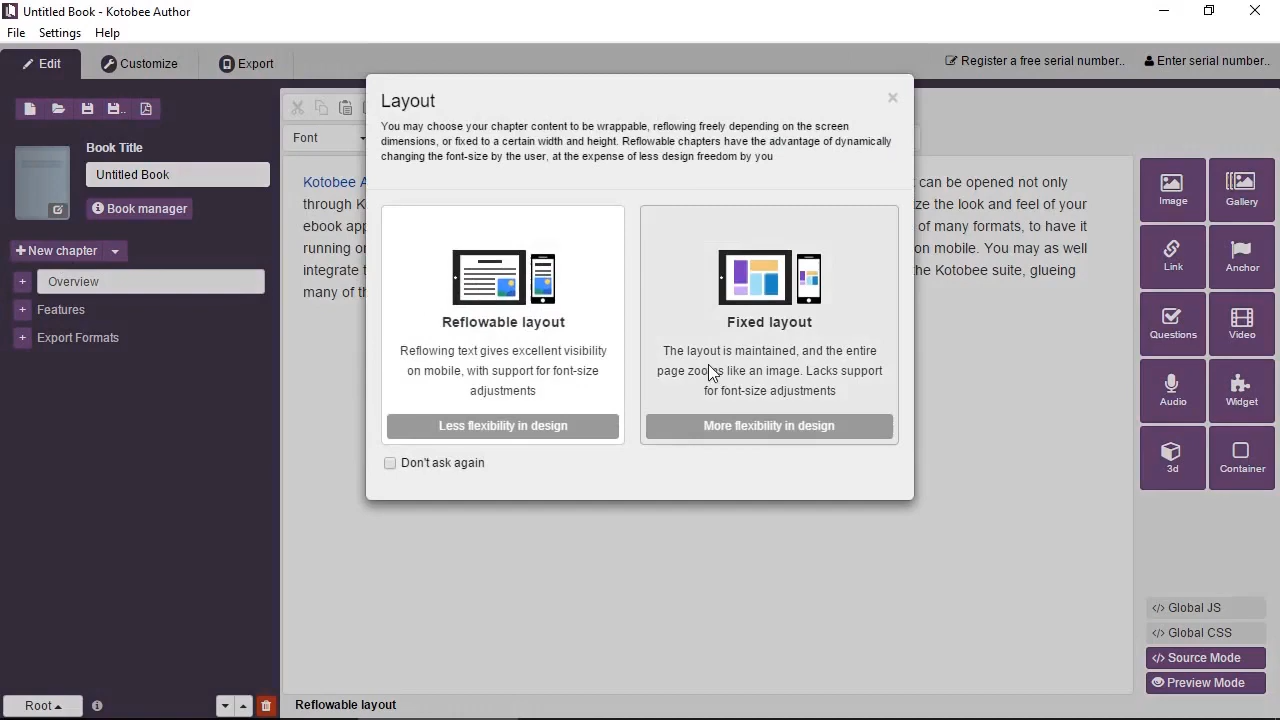 Untitled Book - Kotobee Author
File Settings Help
Edit Customize Export
Register a free serial number.. Enter serial number..
Layout
×
You may choose your chapter content to be wrappable, reflowing freely depending on the screen
dimensions, or fixed to a certain width and height. Reflowable chapters have the advantage of dynamically
changing the font-size by the user, at the expense of less design freedom by you
Book Title
Untitled Book
Book manager
New chapter
Overview
Features
Export Formats
Font
Kotobee A
through K
ebook app
running or
integrate t
many of th
can be opened not only
ze the look and feel of your
of many formats, to have it
on mobile. You may as well
the Kotobee suite, glueing
Reflowable layout
Reflowing text gives excellent visibility
on mobile, with support for font-size
adjustments
Less flexibility in design
Fixed layout
The layout is maintained, and the entire
page zooms like an image. Lacks support
for font-size adjustments
More flexibility in design
Don't ask again
Image Gallery
Link Anchor
Questions Video
Audio Widget
3d Container
</> Global JS
</> Global CSS
</> Source Mode
Preview Mode
Root
Reflowable layout